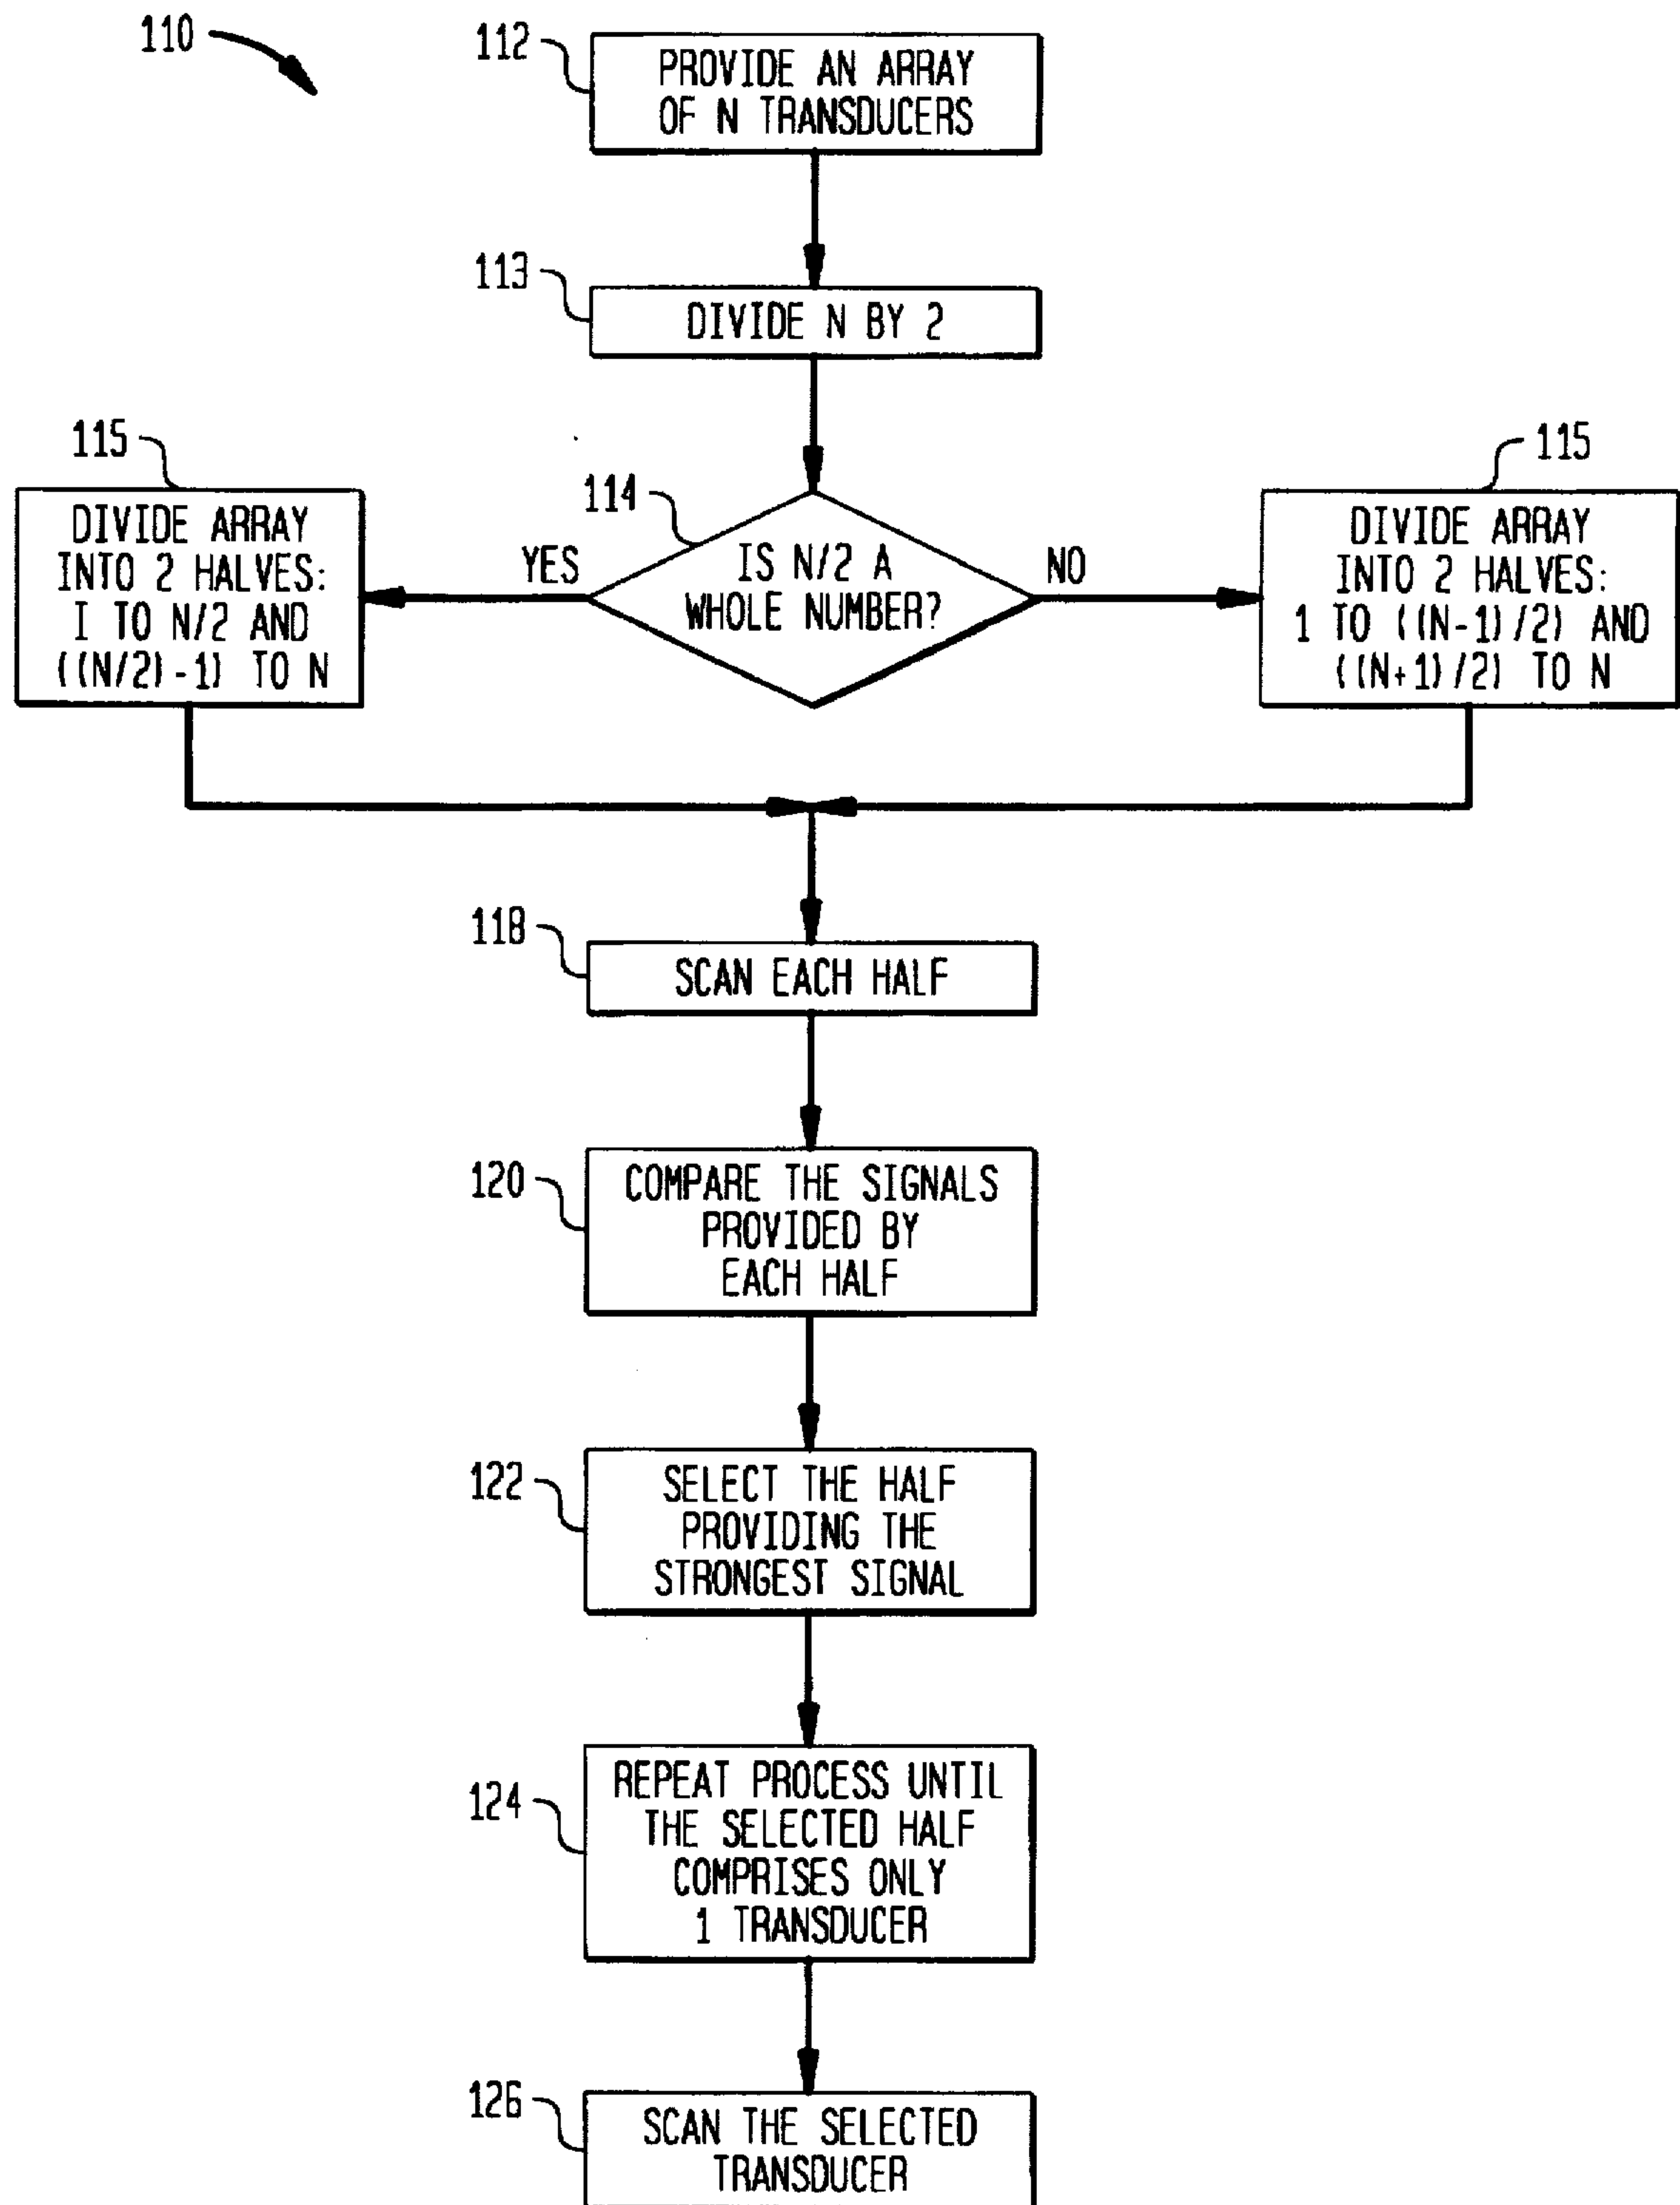 110
112
PROVIDE AN ARRAY
OF N TRANSDUCERS
113
DIVIDE N BY 2
115
DIVIDE ARRAY
INTO 2 HALVES:
I TO N/2 AND
((N/2)-1) TO N
114
YES
IS N/2 A
WHOLE NUMBER?
NO
115
DIVIDE ARRAY
INTO 2 HALVES:
1 TO ((N-1)/2) AND
((N+1)/2) TO N
118
SCAN EACH HALF
120
COMPARE THE SIGNALS
PROVIDED BY
EACH HALF
122
SELECT THE HALF
PROVIDING THE
STRONGEST SIGNAL
124
REPEAT PROCESS UNTIL
THE SELECTED HALF
COMPRISES ONLY
1 TRANSDUCER
126
SCAN THE SELECTED
TRANSDUCER